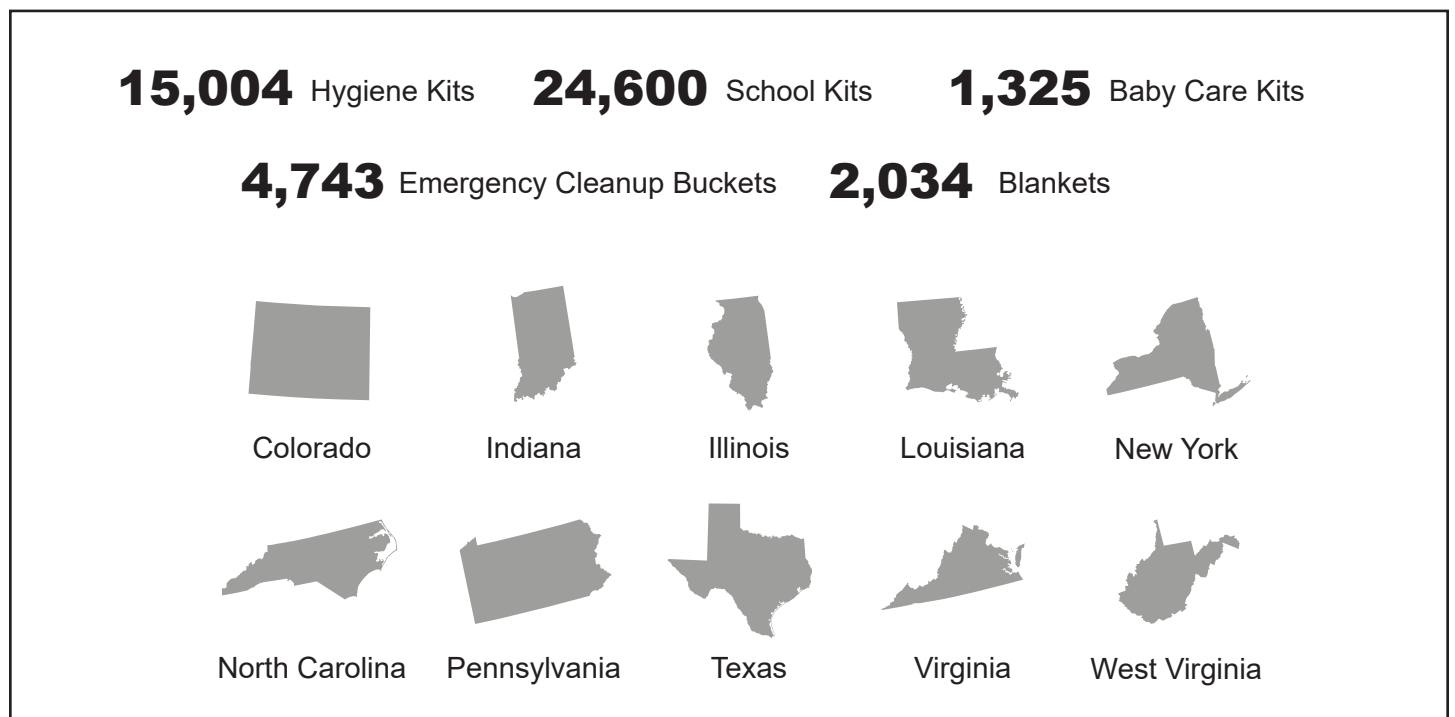 15,004 Hygiene Kits 24,600 School Kits 1,325 Baby Care Kits
4,743 Emergency Cleanup Buckets 2,034 Blankets
Colorado Indiana Illinois Louisiana New York
North Carolina Pennsylvania Texas Virginia West Virginia